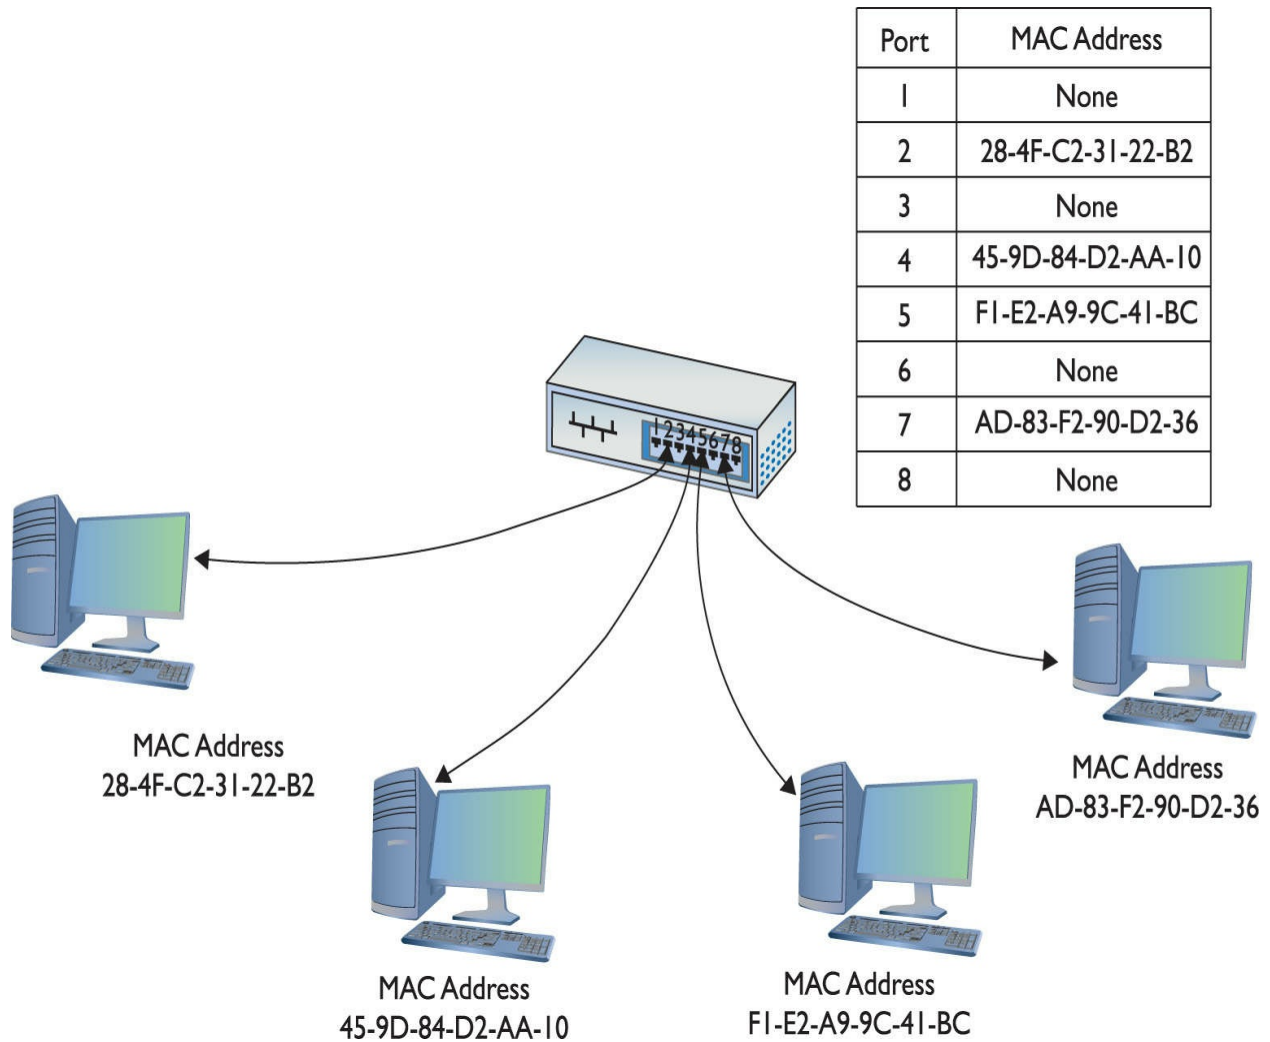 Port MAC Address
1 None
2 28-4F-C2-31-22-B2
3 None
4 45-9D-84-D2-AA-10
5 F1-E2-A9-9C-41-BC
6 None
7 AD-83-F2-90-D2-36
8 None
12345678
MAC Address
28-4F-C2-31-22-B2
MAC Address
45-9D-84-D2-AA-10
MAC Address
F1-E2-A9-9C-41-BC
MAC Address
AD-83-F2-90-D2-36